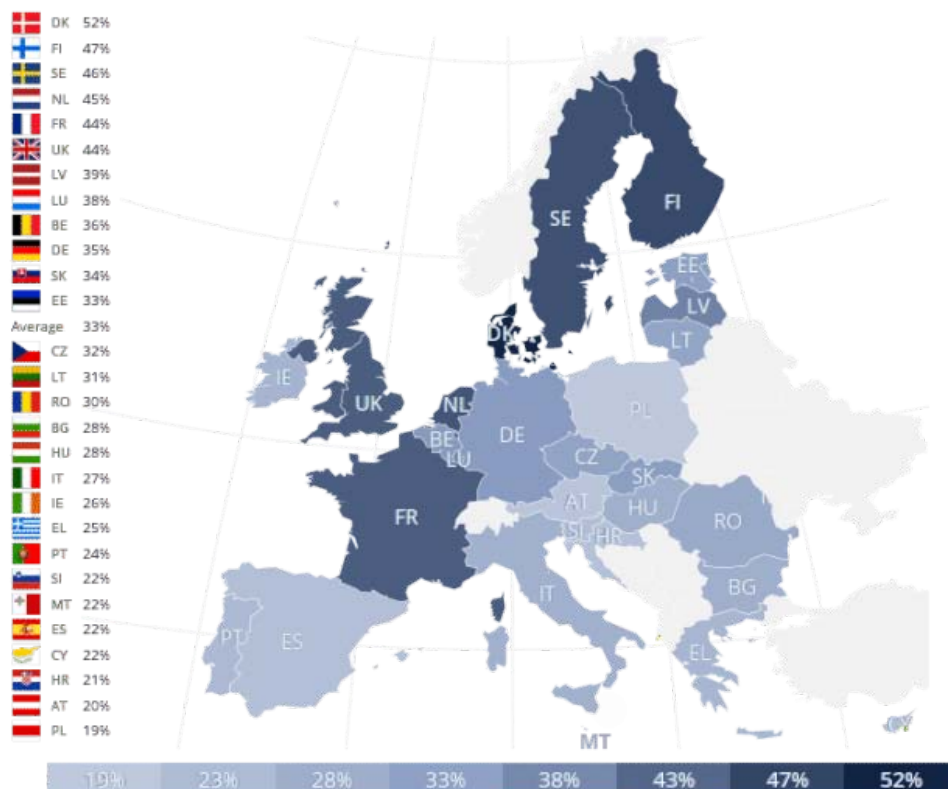 DK 52%
FI 47%
SE 46%
NL 45%
FR 44%
UK 44%
LV 39%
LU 38%
BE 36%
DE 35%
SK 34%
EE 33%
Average 33%
CZ 32%
LT 31%
RO 30%
BG 28%
HU 28%
IT 27%
IE 26%
EL 25%
PT 24%
SI 22%
MT 22%
ES 22%
CY 22%
HR 21%
AT 20%
PL 19%
FI
SE
EE
LV
DK
LT
IE
UK
NL
PL
BE
DE
LU
CZ
SK
AT
HU
FR
RO
SL
HR
BG
IT
PT
ES
EL
MT
19% 23% 28% 33% 38% 43% 47% 52%